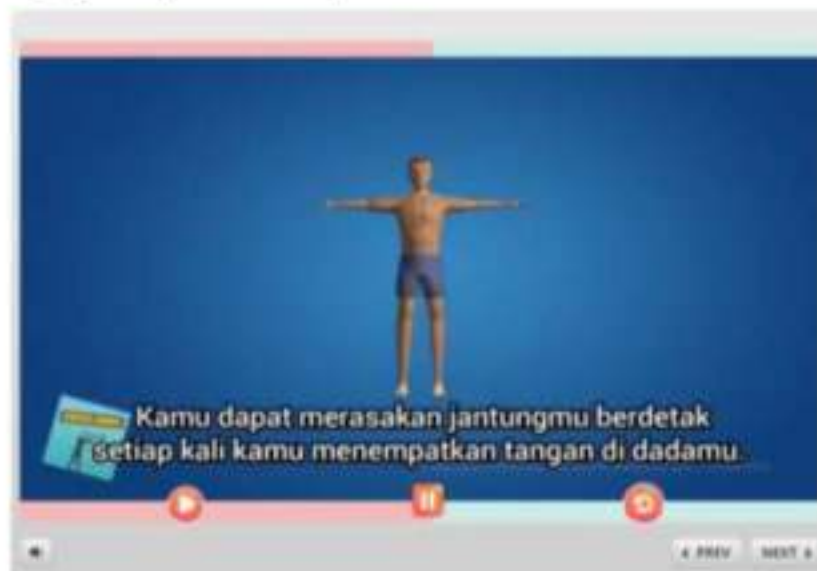 Kamu dapat merasakan jantungmu berdetak
setiap kali kamu menempatkan tangan di dadamu.
PREV NEXT